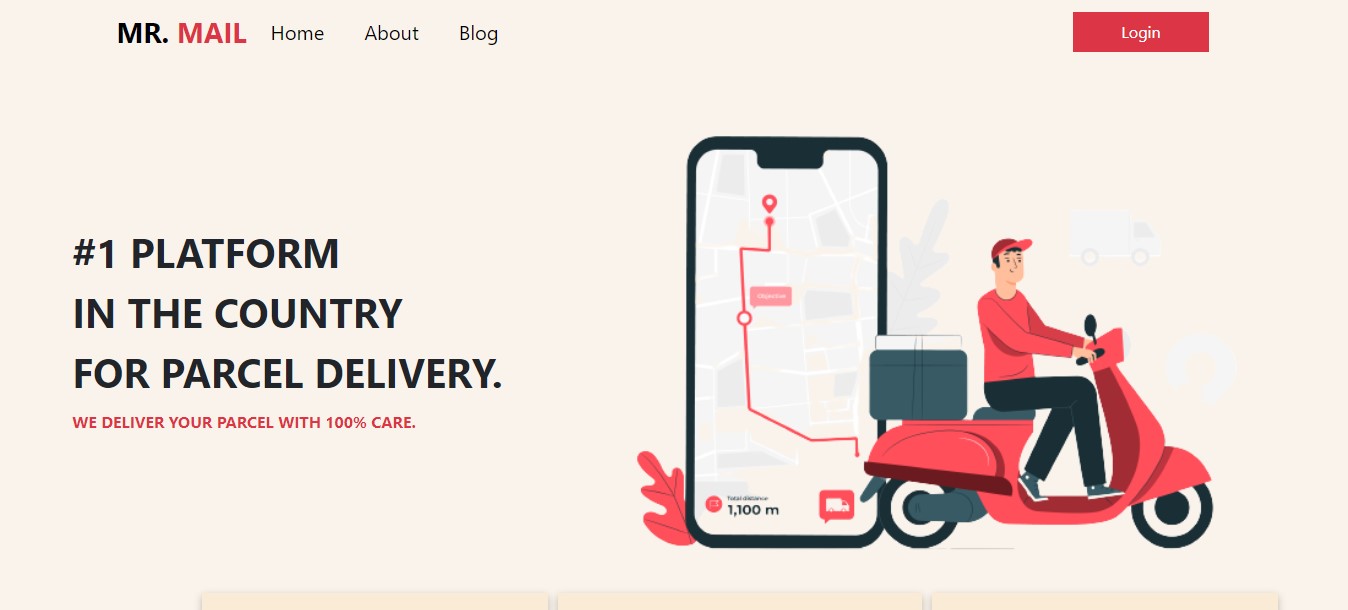 MR. MAIL Home About Blog Login
#1 PLATFORM
IN THE COUNTRY
FOR PARCEL DELIVERY.
WE DELIVER YOUR PARCEL WITH 100% CARE.
Objective
Total distance
1,100 m